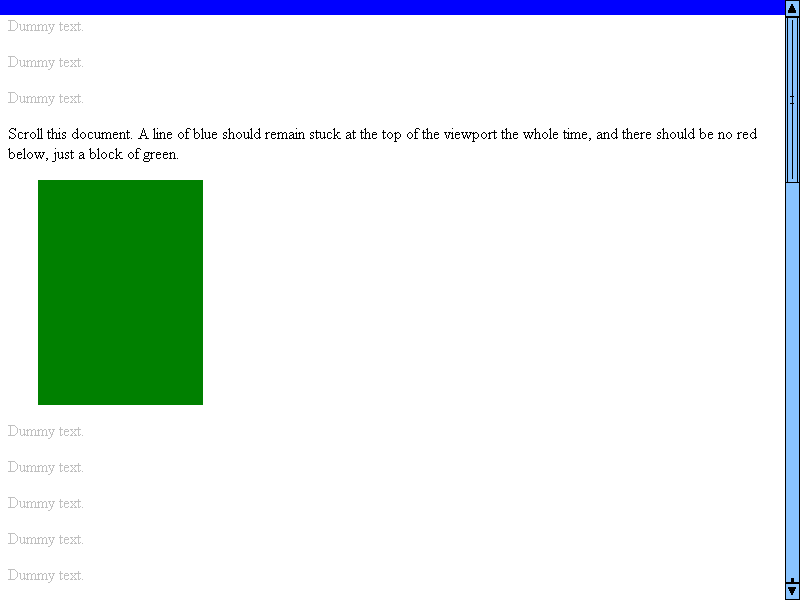 Dummy text.
Dummy text.
Dummy text.
Scroll this document. A line of blue should remain stuck at the top of the viewport the whole time, and there should be no red
below, just a block of green.
Dummy text.
Dummy text.
Dummy text.
Dummy text.
Dummy text.